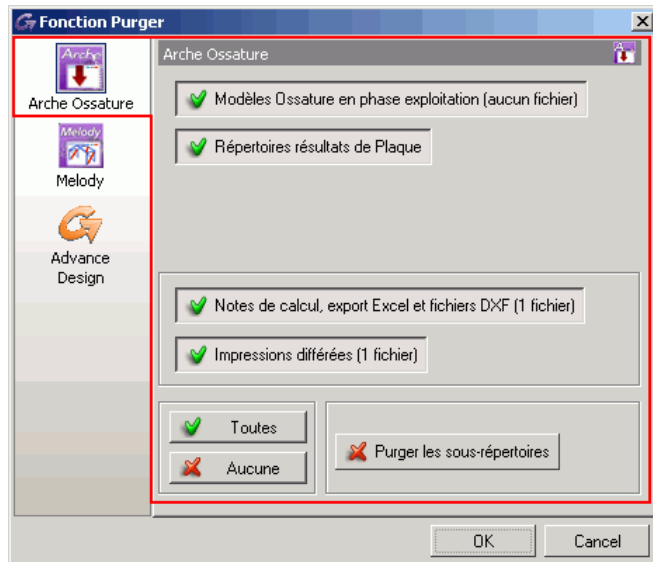 Fonction Purger
Arche
Arche Ossature
Melody
Melody
Advance
Design
Arche Ossature
Modèles Ossature en phase exploitation (aucun fichier)
Répertoires résultats de Plaque
Notes de calcul, export Excel et fichiers DXF (1 fichier)
Impressions différées (1 fichier)
Toutes
Aucune
Purger les sous-répertoires
OK
Cancel